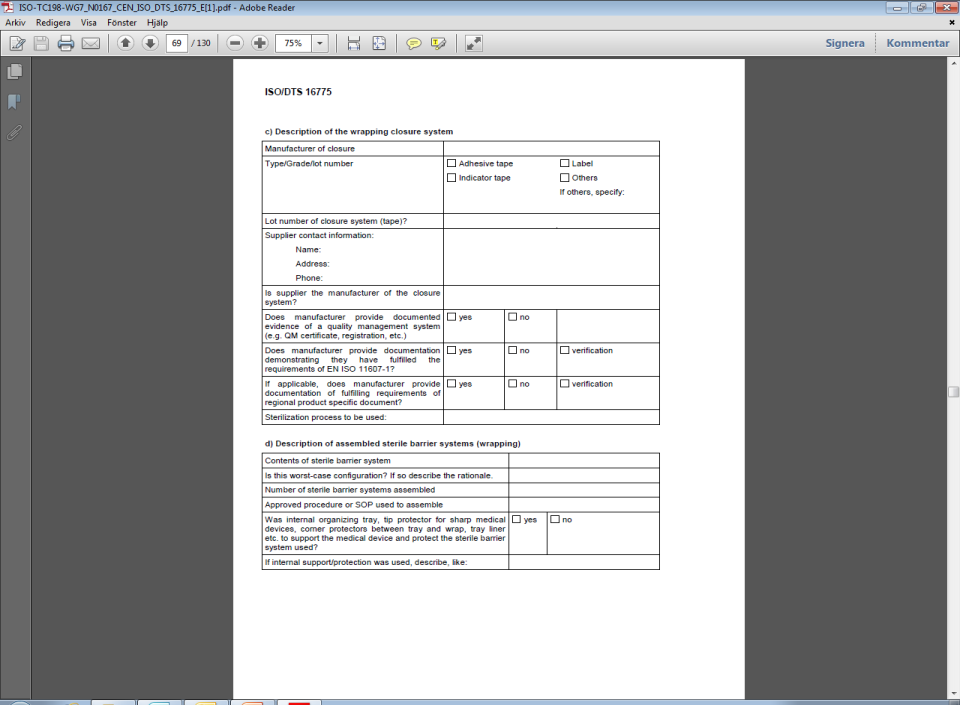 ISO-TC198-WG7_N0167_CEN_ISO_DTS_16775_E[1].pdf - Adobe Reader
Arkiv Redigera Visa Fönster Hjälp
69 / 130 75% Signera Kommentar
ISO/DTS 16775
c) Description of the wrapping closure system
Manufacturer of closure
Type/Grade/lot number
Adhesive tape Label
Indicator tape Others
If others, specify:
Lot number of closure system (tape)?
Supplier contact information:
Name:
Address:
Phone:
Is supplier the manufacturer of the closure
system?
Does manufacturer provide documented
evidence of a quality management system
(e.g. QM certificate, registration, etc.)
yes no
Does manufacturer provide documentation
demonstrating they have fulfilled the
requirements of EN ISO 11607-1?
yes no verification
If applicable, does manufacturer provide
documentation of fulfilling requirements of
regional product specific document?
yes no verification
Sterilization process to be used:
d) Description of assembled sterile barrier systems (wrapping)
Contents of sterile barrier system
Is this worst-case configuration? If so describe the rationale.
Number of sterile barrier systems assembled
Approved procedure or SOP used to assemble
Was internal organizing tray, tip protector for sharp medical
devices, corner protectors between tray and wrap, tray liner
etc. to support the medical device and protect the sterile barrier
system used?
yes no
If internal support/protection was used, describe, like: